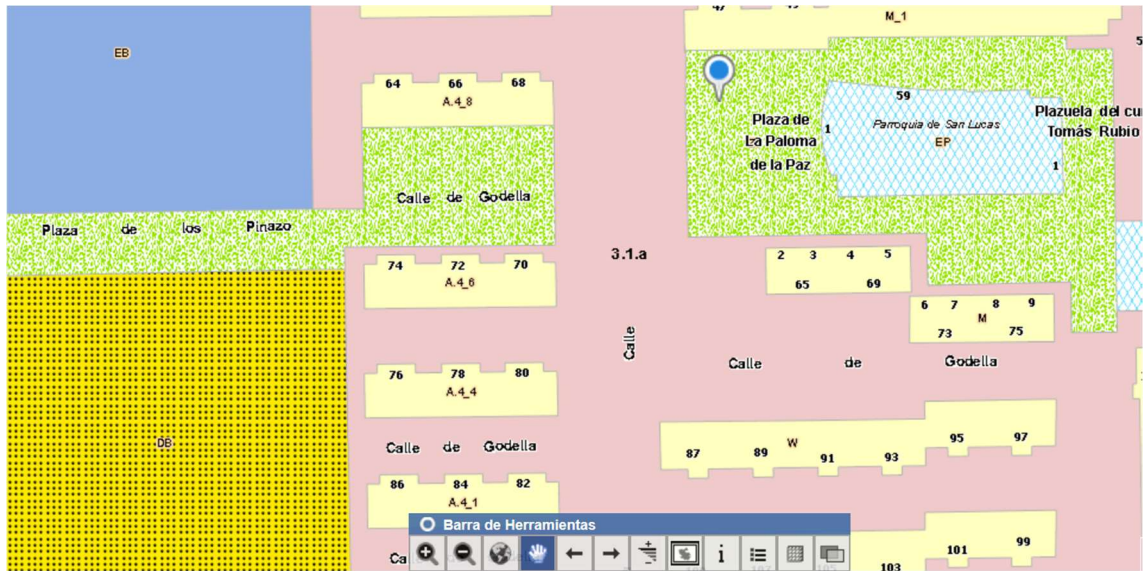 47
49
M_1
EB
64 66 68
A.4_8
59
Parroquia de San Lucas
EP
1
1
Plaza de
La Paloma
de la Paz
Plazuela del cu
Tomás Rubio
Calle de Godella
Plaza de los Pinazo
3.1.a
2 3 4 5
65 69
74 72 70
A.4_6
6 7 8 9
M
73 75
Calle
Calle de Godella
76 78 80
A.4_4
DB
Calle de Godella
87 89 W 91 93 95 97
86 84 82
A.4_1
Barra de Herramientas
i
103 101 99